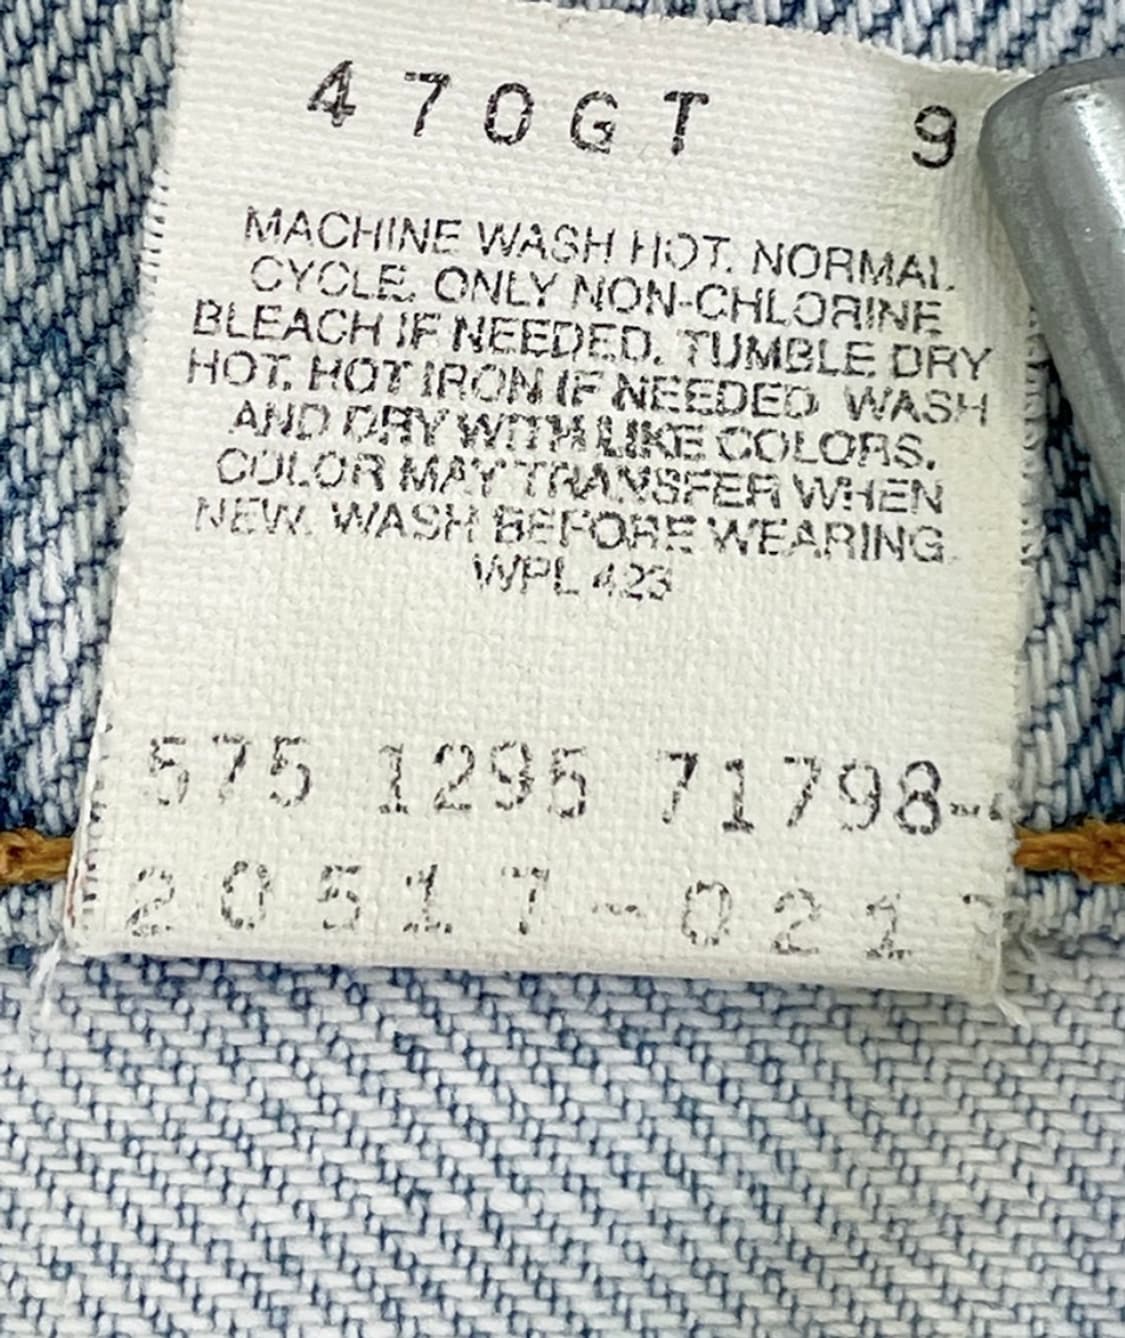 470GT 9
MACHINE WASH HOT. NORMAL
CYCLE. ONLY NON-CHLORINE
BLEACH IF NEEDED. TUMBLE DRY
HOT. HOT IRON IF NEEDED WASH
AND DRY WITH LIKE COLORS.
COLOR MAY TRANSFER WHEN
NEW. WASH BEFORE WEARING.
WPL 423
575 1295 71798-
20517-021